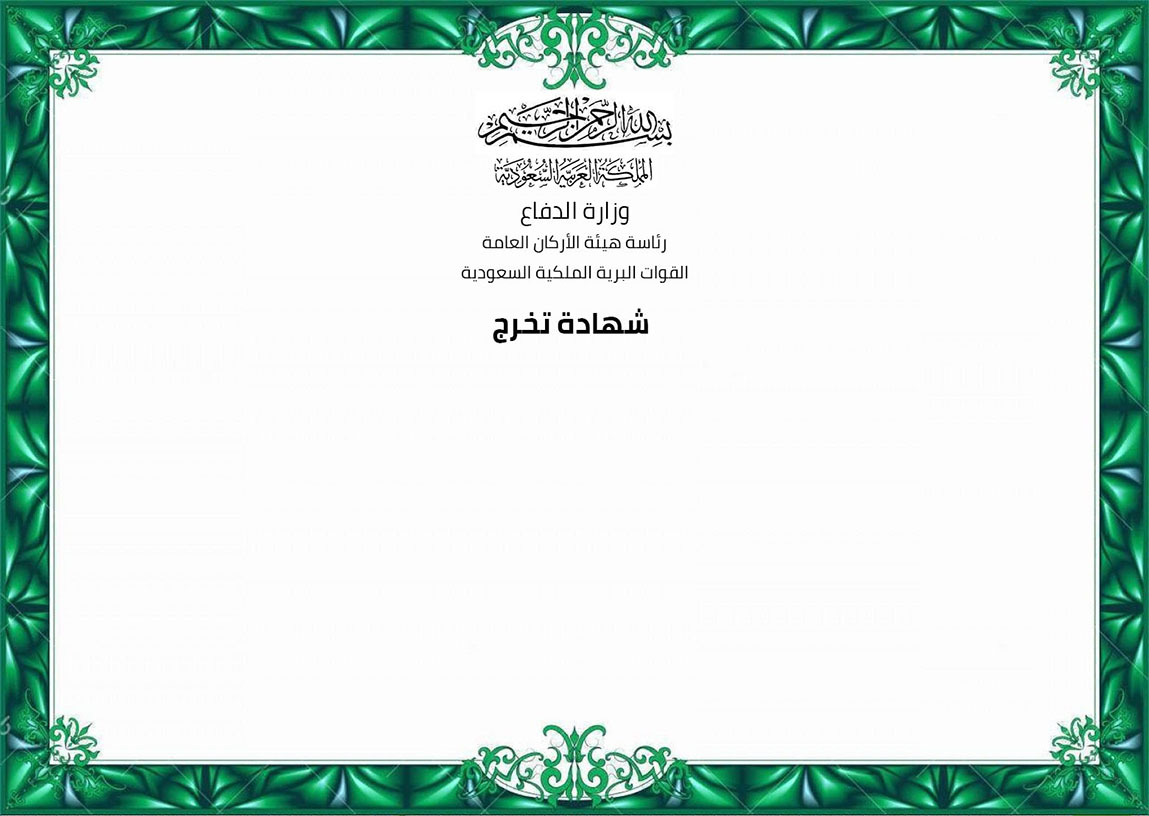 بسم الله الرحمن الرحيم
المملكة العربية السعودية
وزارة الدفاع
رئاسة هيئة الأركان العامة
القوات البرية الملكية السعودية
شهادة تخرج